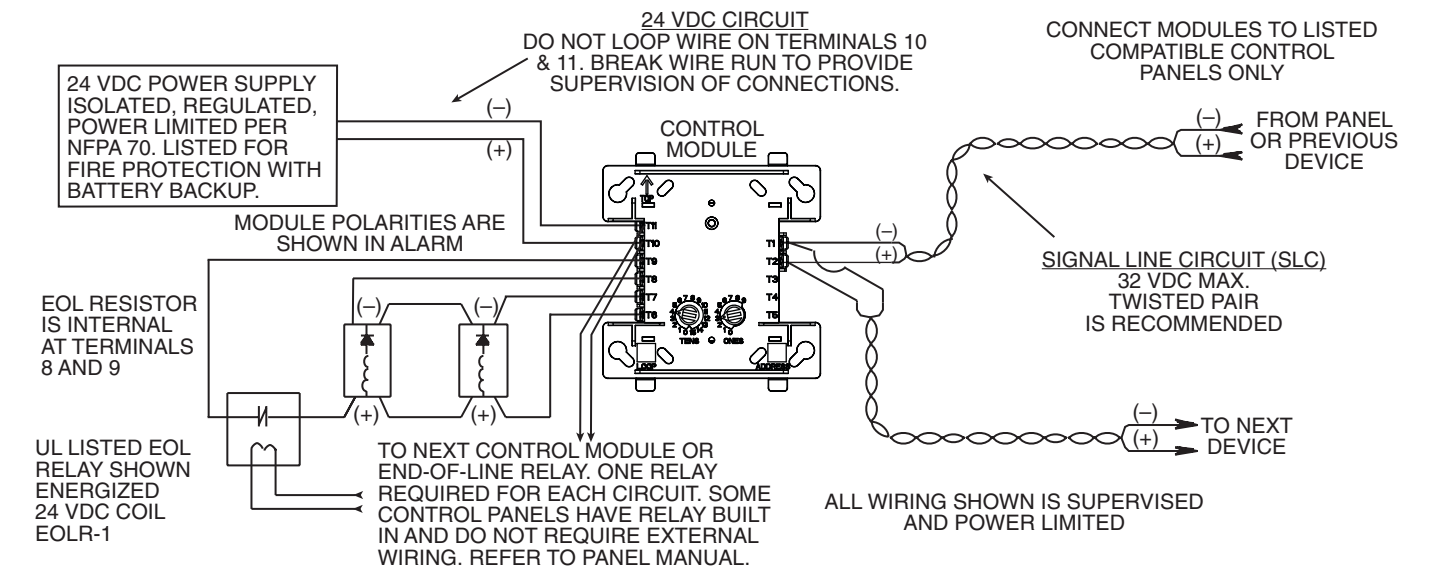 24 VDC CIRCUIT
DO NOT LOOP WIRE ON TERMINALS 10
& 11. BREAK WIRE RUN TO PROVIDE
SUPERVISION OF CONNECTIONS.
CONNECT MODULES TO LISTED
COMPATIBLE CONTROL
PANELS ONLY
24 VDC POWER SUPPLY
ISOLATED, REGULATED,
POWER LIMITED PER
NFPA 70. LISTED FOR
FIRE PROTECTION WITH
BATTERY BACKUP.
(–)
(+)
CONTROL
MODULE
(–)
(+)
FROM PANEL
OR PREVIOUS
DEVICE
MODULE POLARITIES ARE
SHOWN IN ALARM
TOP
T11
T10
T9
T8
T7
T6
T1
T2
T3
T4
T5
(–)
(+)
SIGNAL LINE CIRCUIT (SLC)
32 VDC MAX.
TWISTED PAIR
IS RECOMMENDED
EOL RESISTOR
IS INTERNAL
AT TERMINALS
8 AND 9
(–)
(–)
(+)
(+)
TENS
ONES
LOOP
ADDRESS
UL LISTED EOL
RELAY SHOWN
ENERGIZED
24 VDC COIL
EOLR-1
TO NEXT CONTROL MODULE OR
END-OF-LINE RELAY. ONE RELAY
REQUIRED FOR EACH CIRCUIT. SOME
CONTROL PANELS HAVE RELAY BUILT
IN AND DO NOT REQUIRE EXTERNAL
WIRING. REFER TO PANEL MANUAL.
(–)
(+)
TO NEXT
DEVICE
ALL WIRING SHOWN IS SUPERVISED
AND POWER LIMITED